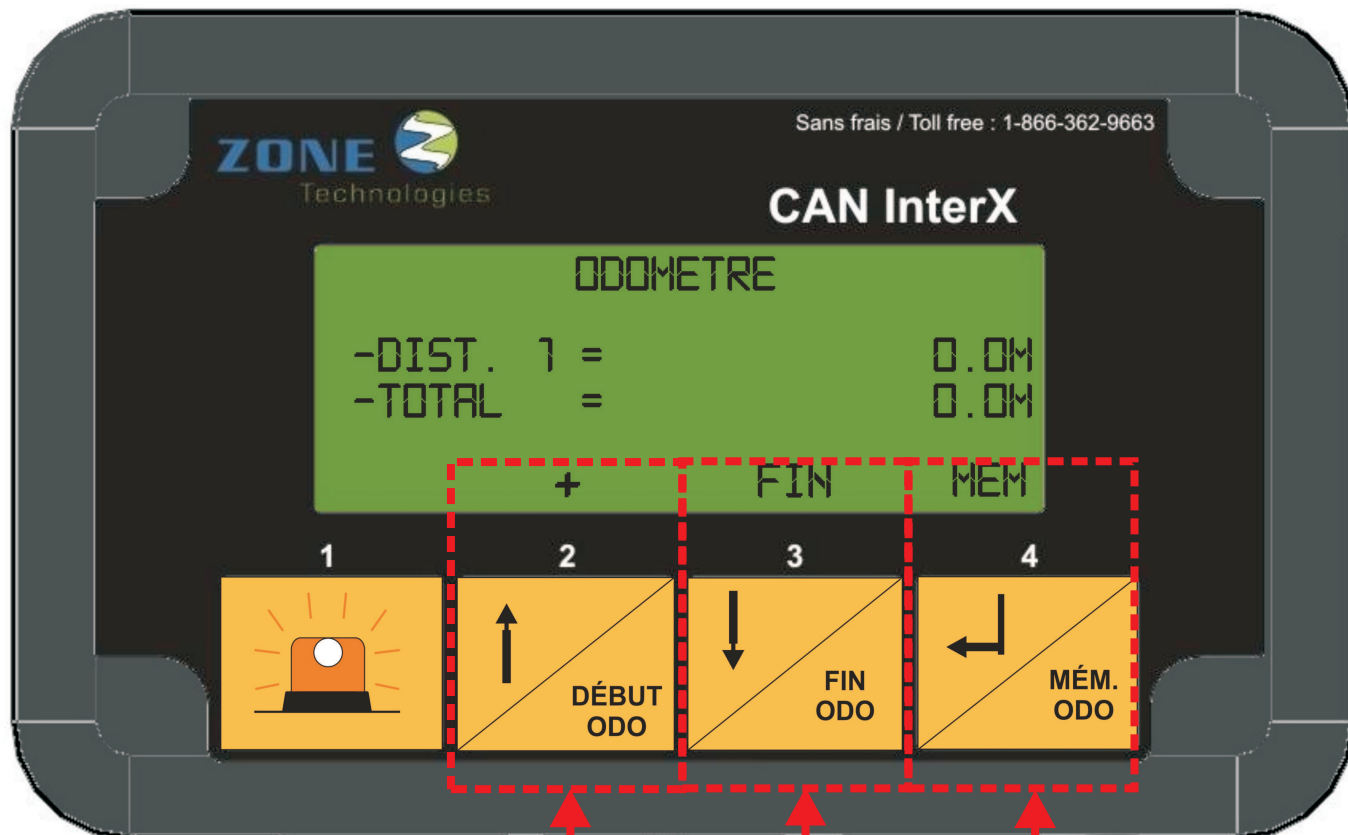 Sans frais / Toll free : 1-866-362-9663
ZONE
Technologies
CAN InterX
ODOMETRE
-DIST. 1 = 0.0M
-TOTAL = 0.0M
+ FIN MEM
1 2 3 4
DÉBUT
ODO
FIN
ODO
MÉM.
ODO